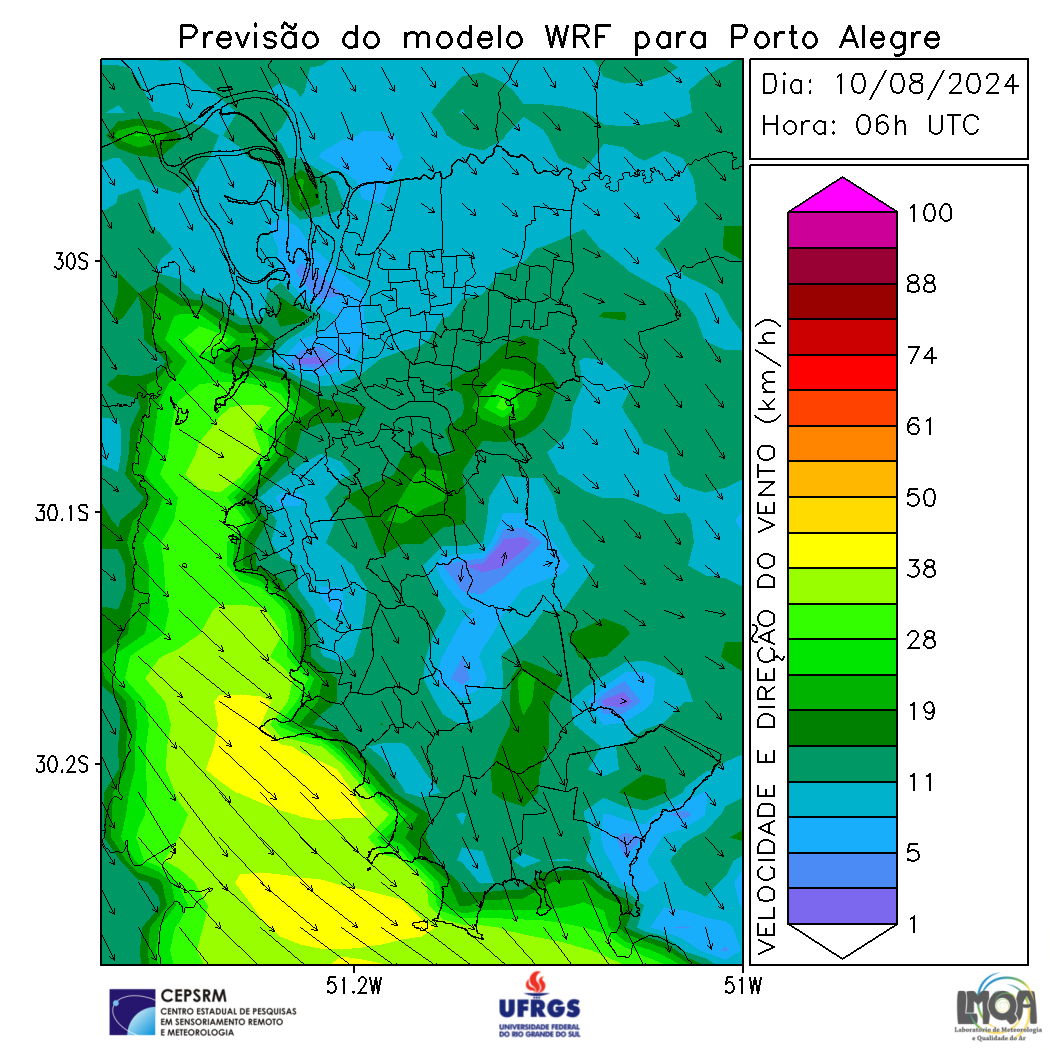 Previsão do modelo WRF para Porto Alegre
Dia: 10/08/2024
Hora: 06h UTC
30S
30.1S
30.2S
51.2W
51W
VELOCIDADE E DIREÇÃO DO VENTO (km/h)
100
88
74
61
50
38
28
19
11
5
1
CEPSRM
CENTRO ESTADUAL DE PESQUISAS
EM SENSORIAMENTO REMOTO
E METEOROLOGIA
UFRGS
UNIVERSIDADE FEDERAL
DO RIO GRANDE DO SUL
LMQA
Laboratório de Meteorologia
e Qualidade do Ar